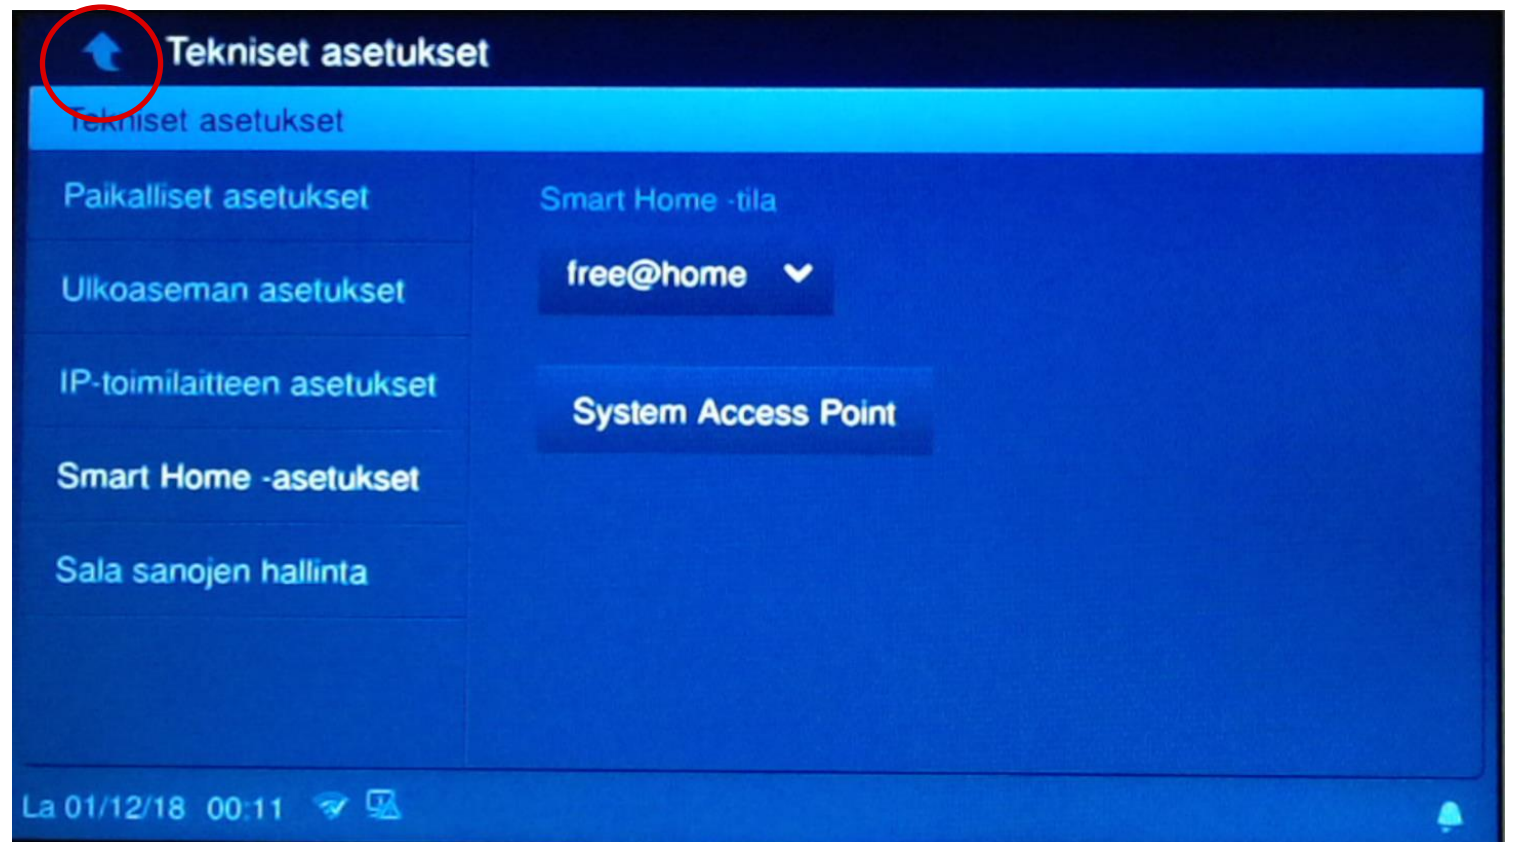 Tekniset asetukset
Tekniset asetukset
Paikalliset asetukset
Ulkoaseman asetukset
IP-toimilaitteen asetukset
Smart Home -asetukset
Sala sanojen hallinta
Smart Home -tila
free@home
System Access Point
La 01/12/18 00:11